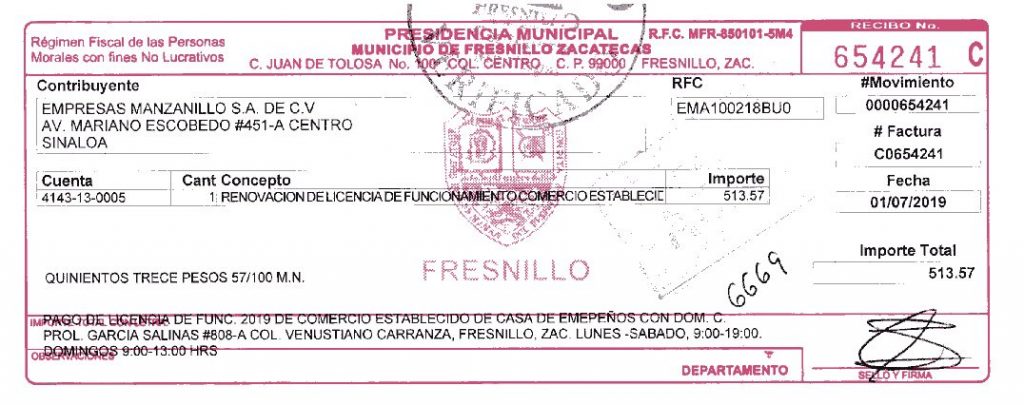 FRESNILLO
VERIFICADO
RECIBO No.
PRESIDENCIA MUNICIPAL R.F.C. MFR-850101-5M4
Régimen Fiscal de las Personas
Morales con fines No Lucrativos
MUNICIPIO DE FRESNILLO ZACATECAS
C. JUAN DE TOLOSA No. 100 COL. CENTRO C. P. 99000 FRESNILLO, ZAC.
654241 C
Contribuyente
RFC
#Movimiento
EMPRESAS MANZANILLO S.A. DE C.V
AV. MARIANO ESCOBEDO #451-A CENTRO
SINALOA
EMA100218BU0
0000654241
# Factura
C0654241
Cuenta Cant Concepto Importe
Fecha
4143-13-0005 1 RENOVACION DE LICENCIA DE FUNCIONAMIENTO COMERCIO ESTABLECID 513.57
01/07/2019
Importe Total
513.57
FRESNILLO
6669
QUINIENTOS TRECE PESOS 57/100 M.N.
PAGO DE LICENCIA DE FUNC. 2019 DE COMERCIO ESTABLECIDO DE CASA DE EMEPEÑOS CON DOM. C.
IMPORTE TOTAL CON LETRA
PROL. GARCIA SALINAS #808-A COL. VENUSTIANO CARRANZA, FRESNILLO, ZAC. LUNES -SABADO, 9:00-19:00.
DOMINGOS 9:00-13:00 HRS
OBSERVACIONES
DEPARTAMENTO
SELLO Y FIRMA